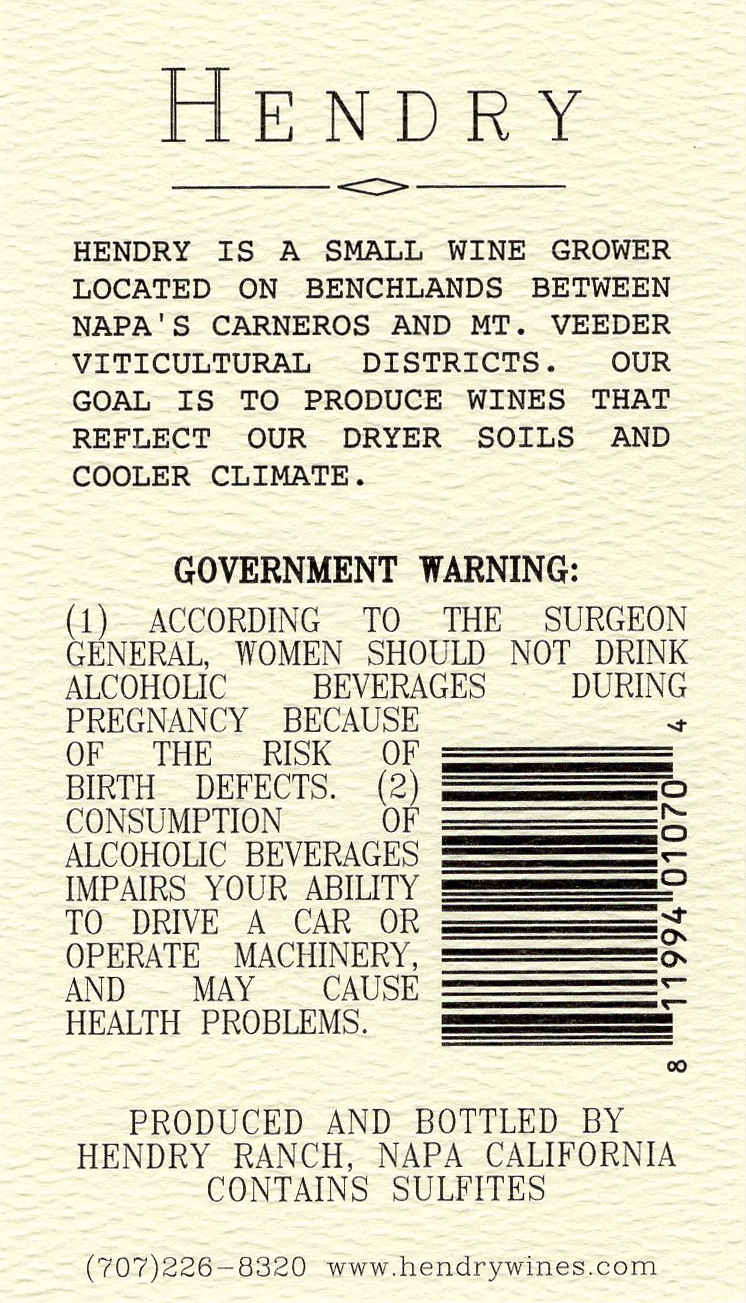 HENDRY
HENDRY IS A SMALL WINE GROWER
LOCATED ON BENCHLANDS BETWEEN
NAPA'S CARNEROS AND MT. VEEDER
VITICULTURAL DISTRICTS. OUR
GOAL IS TO PRODUCE WINES THAT
REFLECT OUR DRYER SOILS AND
COOLER CLIMATE.
GOVERNMENT WARNING:
(1) ACCORDING TO THE SURGEON
GENERAL, WOMEN SHOULD NOT DRINK
ALCOHOLIC BEVERAGES DURING
PREGNANCY BECAUSE
OF THE RISK OF
BIRTH DEFECTS. (2)
CONSUMPTION OF
ALCOHOLIC BEVERAGES
IMPAIRS YOUR ABILITY
TO DRIVE A CAR OR
OPERATE MACHINERY,
AND MAY CAUSE
HEALTH PROBLEMS.
8 11994 01070 4
PRODUCED AND BOTTLED BY
HENDRY RANCH, NAPA CALIFORNIA
CONTAINS SULFITES
(707)226-8320 www.hendrywines.com